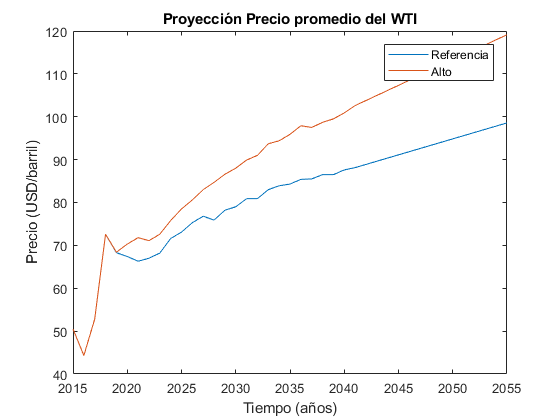 Proyección Precio promedio del WTI
Precio (USD/barril)
120
110
100
90
80
70
60
50
40
Referencia
Alto
2015 2020 2025 2030 2035 2040 2045 2050 2055
Tiempo (años)